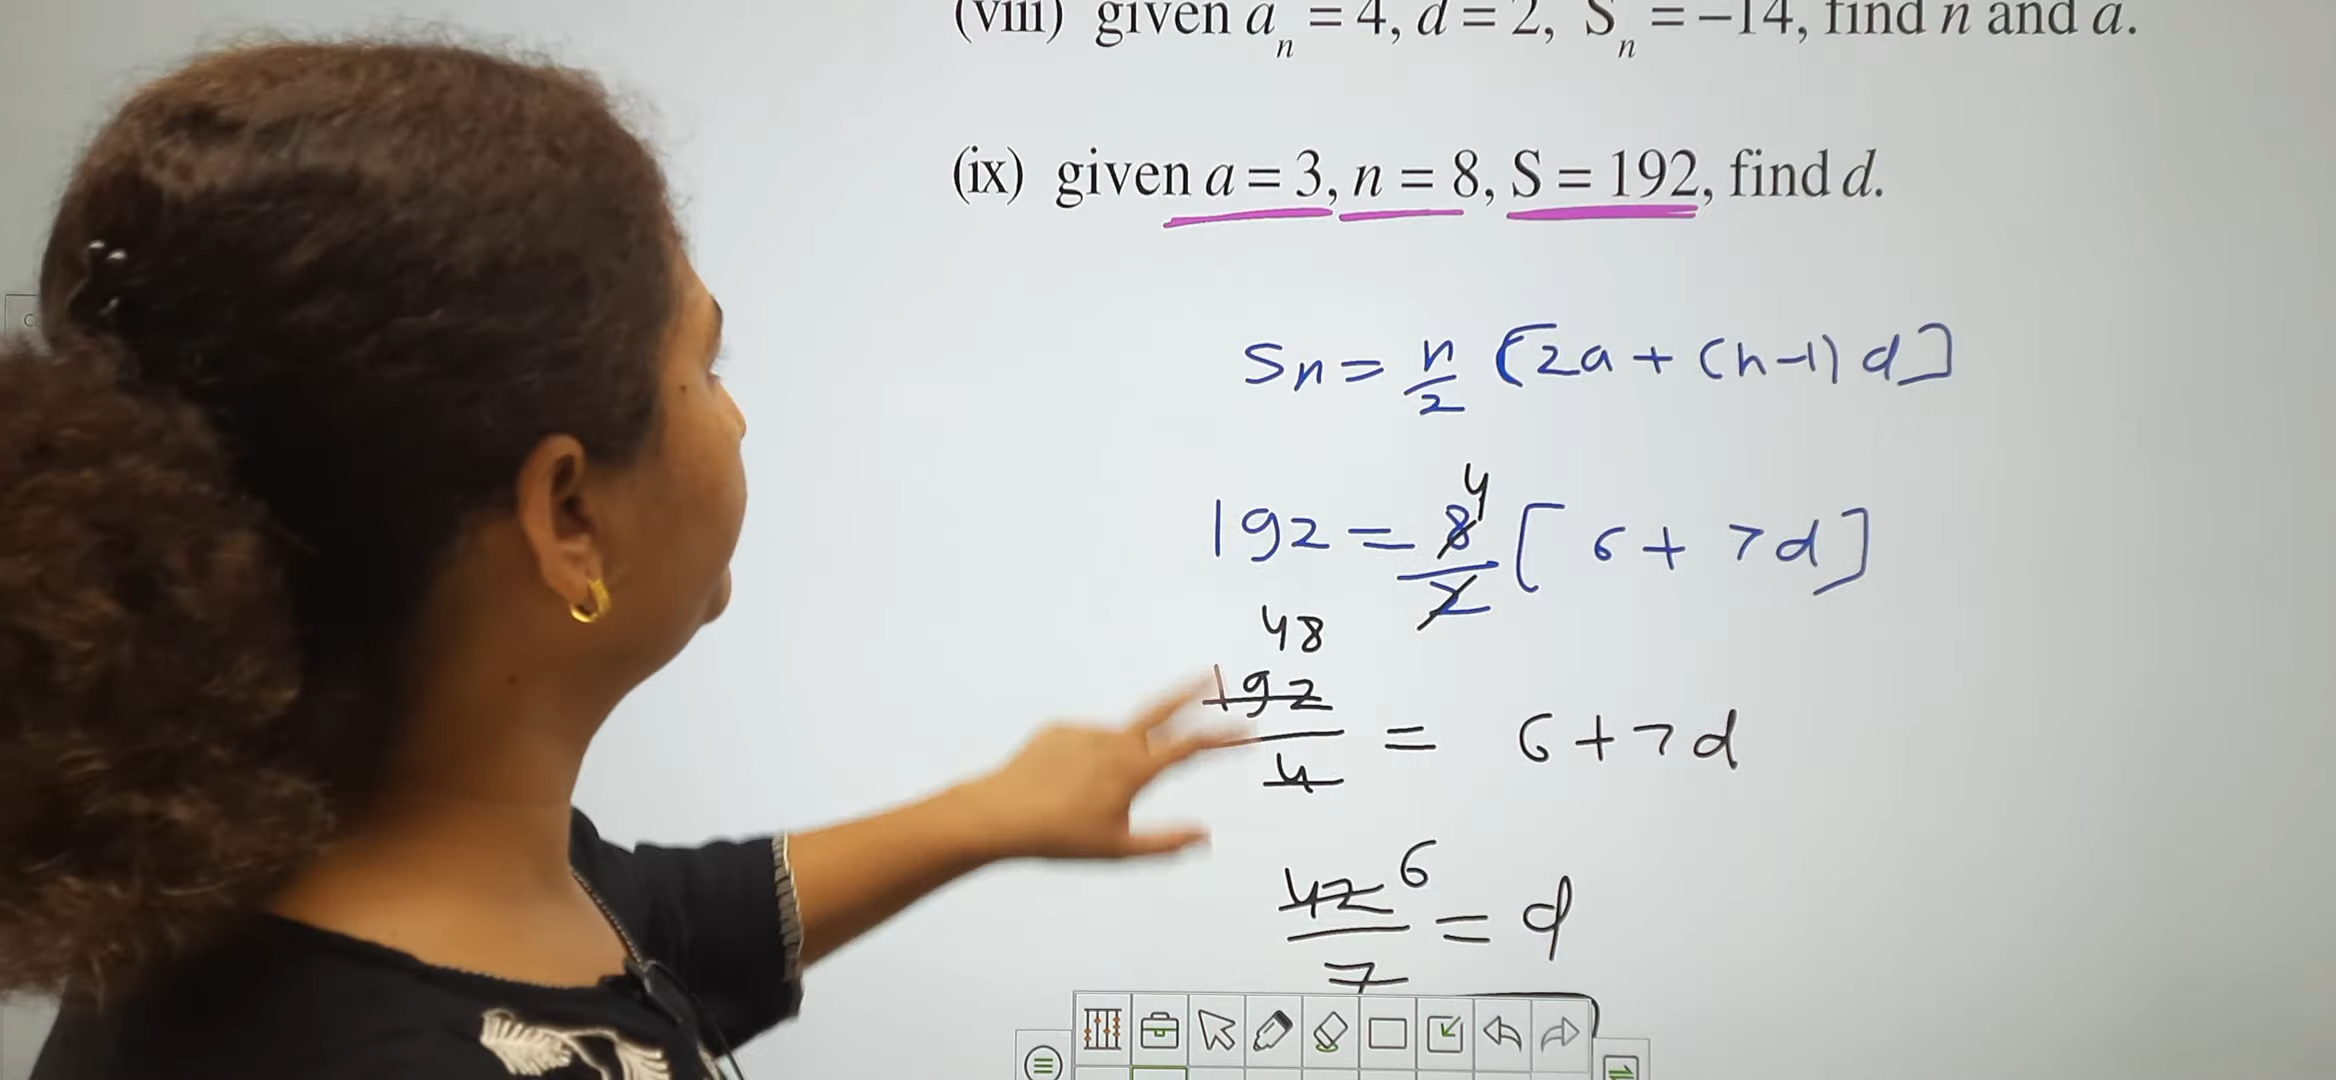 (viii) given aₙ = 4, d = 2, Sₙ = –14, find n and a.
(ix) given a = 3, n = 8, S = 192, find d.
Sn = n/2 [2a + (n-1) d]
192 = 8/2 4 [6 + 7d]
48
192/4 = 6 + 7d
42/7 6 = d